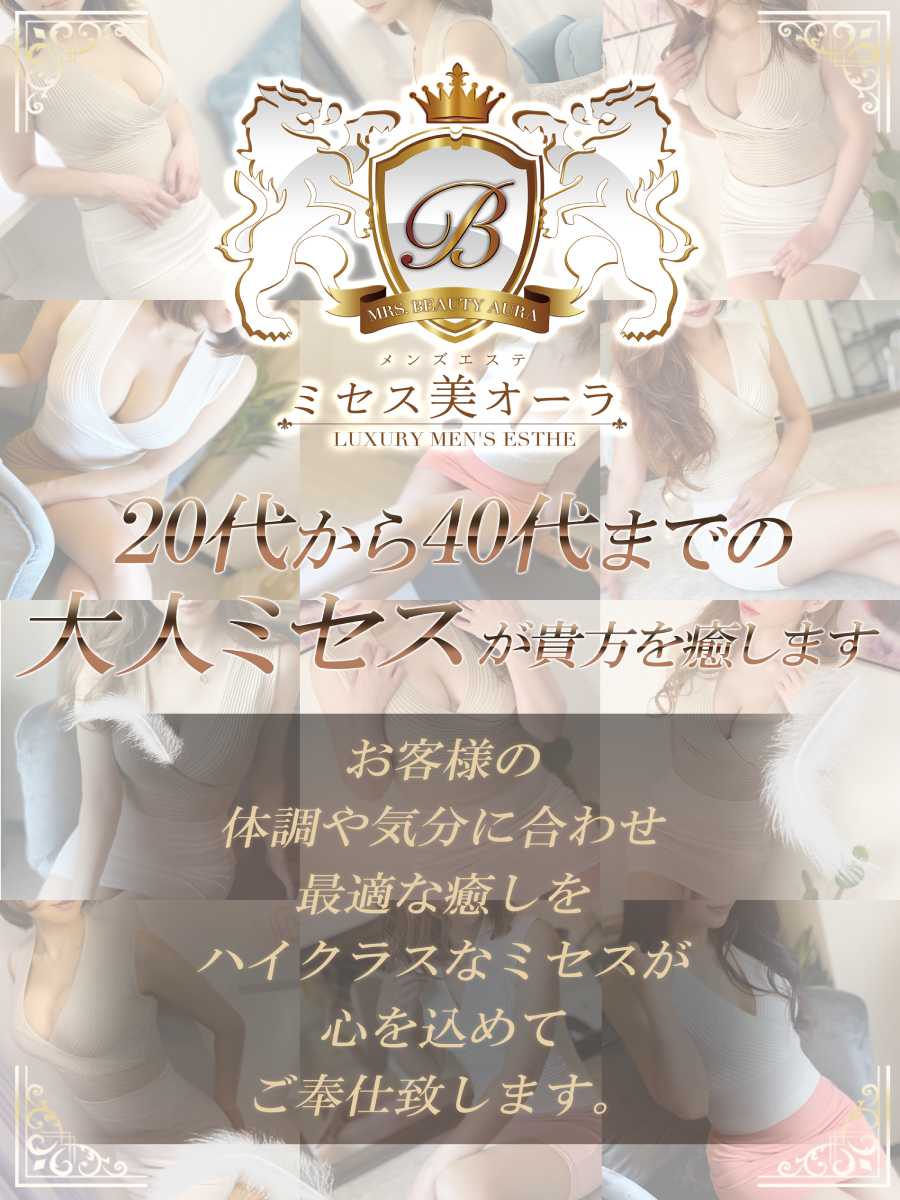 B
MRS. BEAUTY AURA
メンズエステ
ミセス美オーラ
LUXURY MEN'S ESTHE
20代から40代までの
大人ミセスが貴方を癒します
お客様の
体調や気分に合わせ
最適な癒しを
ハイクラスなミセスが
心を込めて
ご奉仕致します。